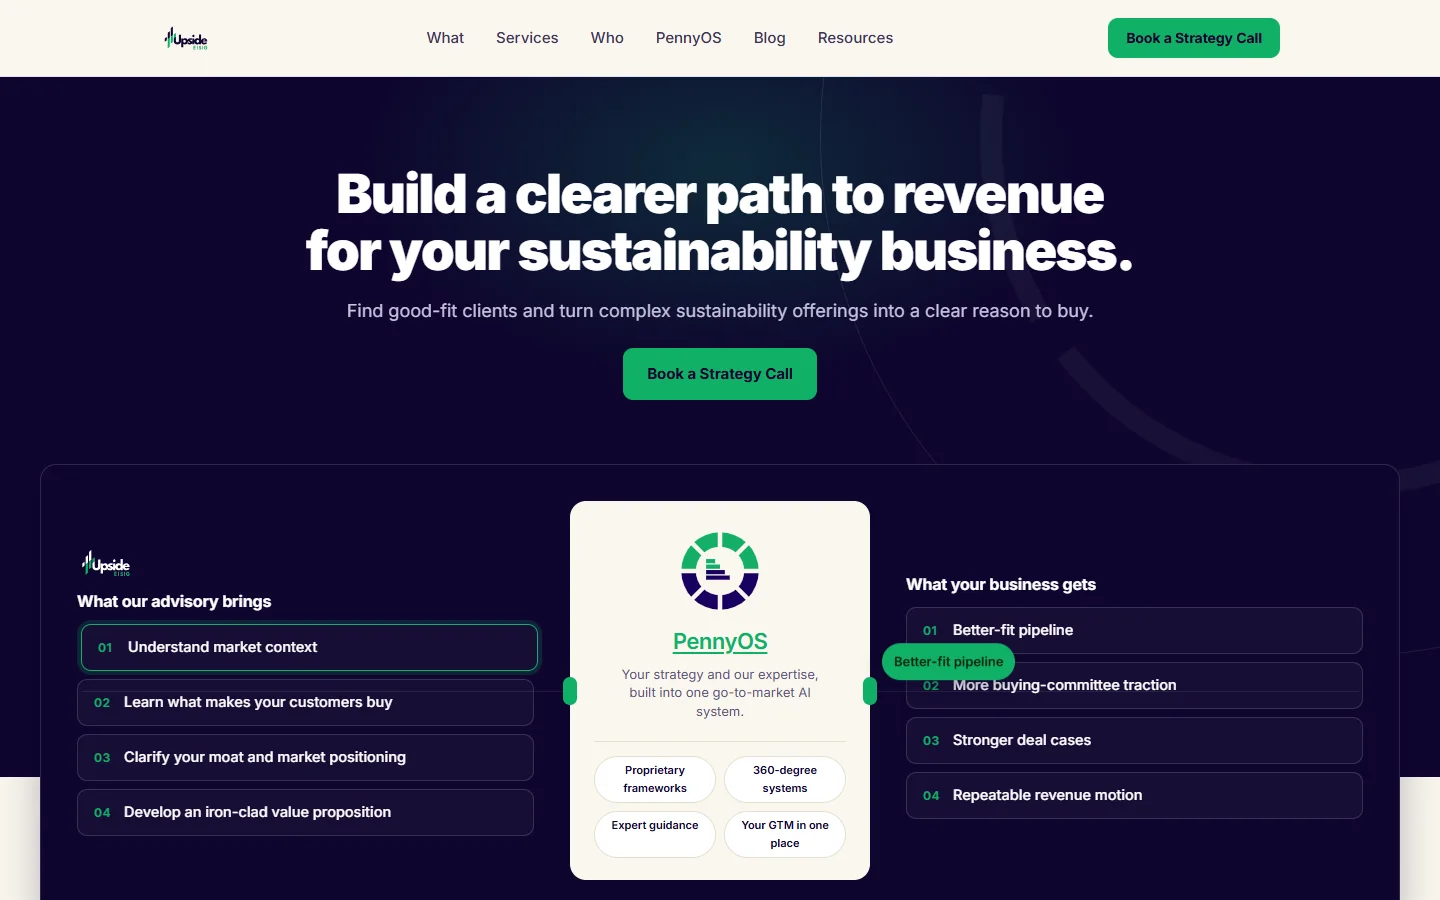 Upside
What
Services
Who
PennyOS
Blog
Resources
Book a Strategy Call
Build a clearer path to revenue
for your sustainability business.
Find good-fit clients and turn complex sustainability offerings into a clear reason to buy.
Book a Strategy Call
Upside
What our advisory brings
01 Understand market context
02 Learn what makes your customers buy
03 Clarify your moat and market positioning
04 Develop an iron-clad value proposition
PennyOS
Your strategy and our expertise,
built into one go-to-market AI
system.
Proprietary
frameworks
360-degree
systems
Expert guidance
Your GTM in one
place
What your business gets
01 Better-fit pipeline
Better-fit pipeline
02 More buying-committee traction
03 Stronger deal cases
04 Repeatable revenue motion